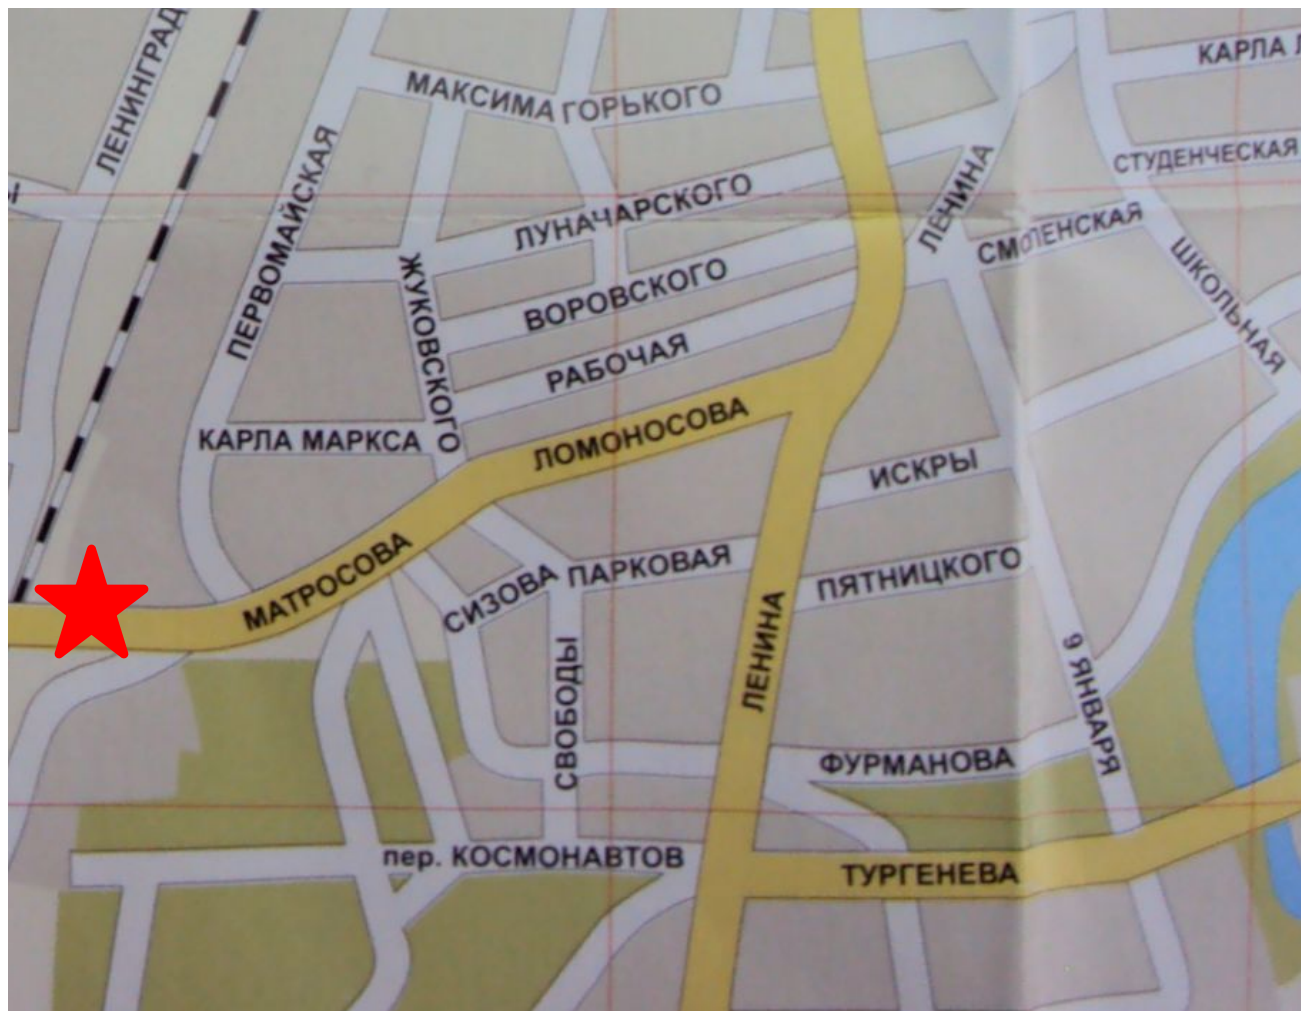 КАРЛА
ЛЕНИНГРАД
МАКСИМА ГОРЬКОГО
ПЕРВОМАЙСКАЯ
СТУДЕНЧЕСКАЯ
ЛЕНИНА
ЛУНАЧАРСКОГО
СМОЛЕНСКАЯ
ШКОЛЬНАЯ
ЖУКОВСКОГО
ВОРОВСКОГО
РАБОЧАЯ
КАРЛА МАРКСА
ЛОМОНОСОВА
ИСКРЫ
МАТРОСОВА
СИЗОВА
ПАРКОВАЯ
ПЯТНИЦКОГО
ЛЕНИНА
СВОБОДЫ
9 ЯНВАРЯ
ФУРМАНОВА
пер. КОСМОНАВТОВ
ТУРГЕНЕВА